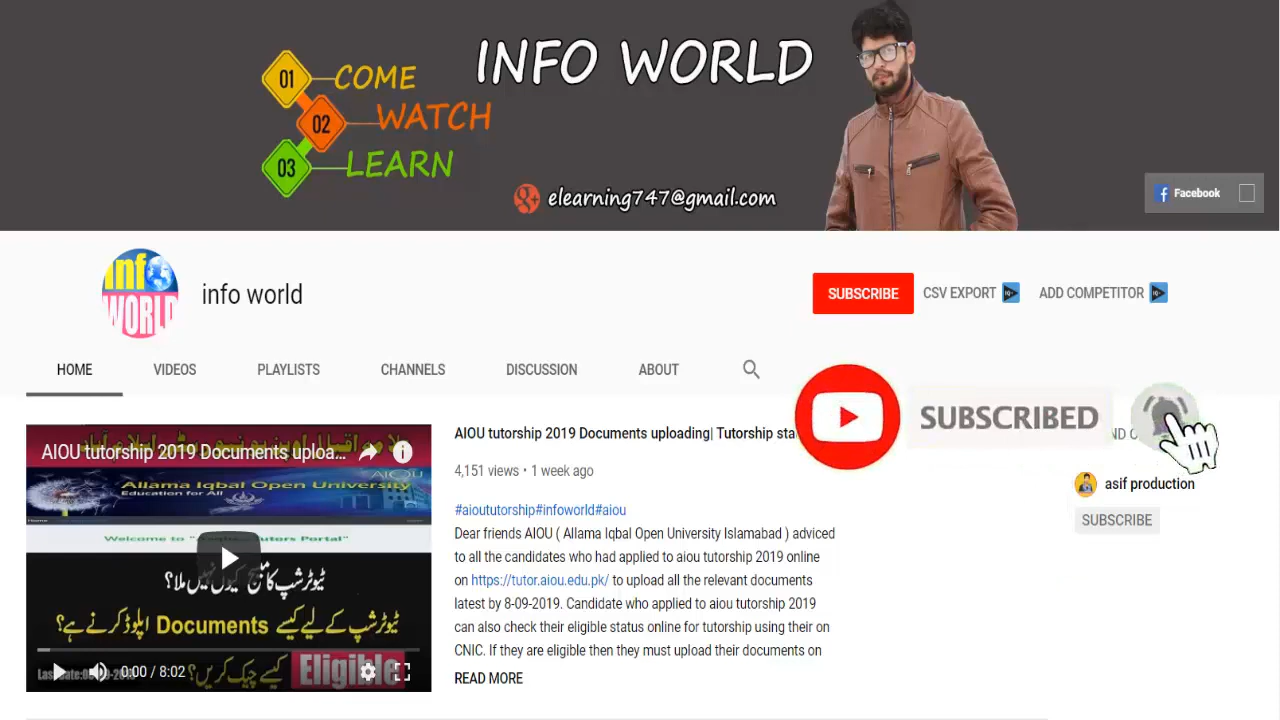 INFO WORLD
01 COME
02 WATCH
03 LEARN
elearning747@gmail.com
Facebook
info WORLD
info world
SUBSCRIBE
CSV EXPORT
ADD COMPETITOR
HOME
VIDEOS
PLAYLISTS
CHANNELS
DISCUSSION
ABOUT
SUBSCRIBED
AIOU tutorship 2019 Documents uploa...
AIOU
Allama Iqbal Open University
Education for All
ٹیوٹرشپ کا میسج کیوں نہیں ملا؟
ٹیوٹرشپ کے لیے کیسے Documents اپلوڈ کرنے ہے؟
Eligible کیسے چیک کریں؟
0:00 / 8:02
AIOU tutorship 2019 Documents uploading| Tutorship
4,151 views • 1 week ago
#aioututorship#infoworld#aiou
Dear friends AIOU ( Allama Iqbal Open University Islamabad ) adviced
to all the candidates who had applied to aiou tutorship 2019 online
on https://tutor.aiou.edu.pk/ to upload all the relevant documents
latest by 8-09-2019. Candidate who applied to aiou tutorship 2019
can also check their eligible status online for tutorship using their on
CNIC. If they are eligible then they must upload their documents on
READ MORE
asif production
SUBSCRIBE